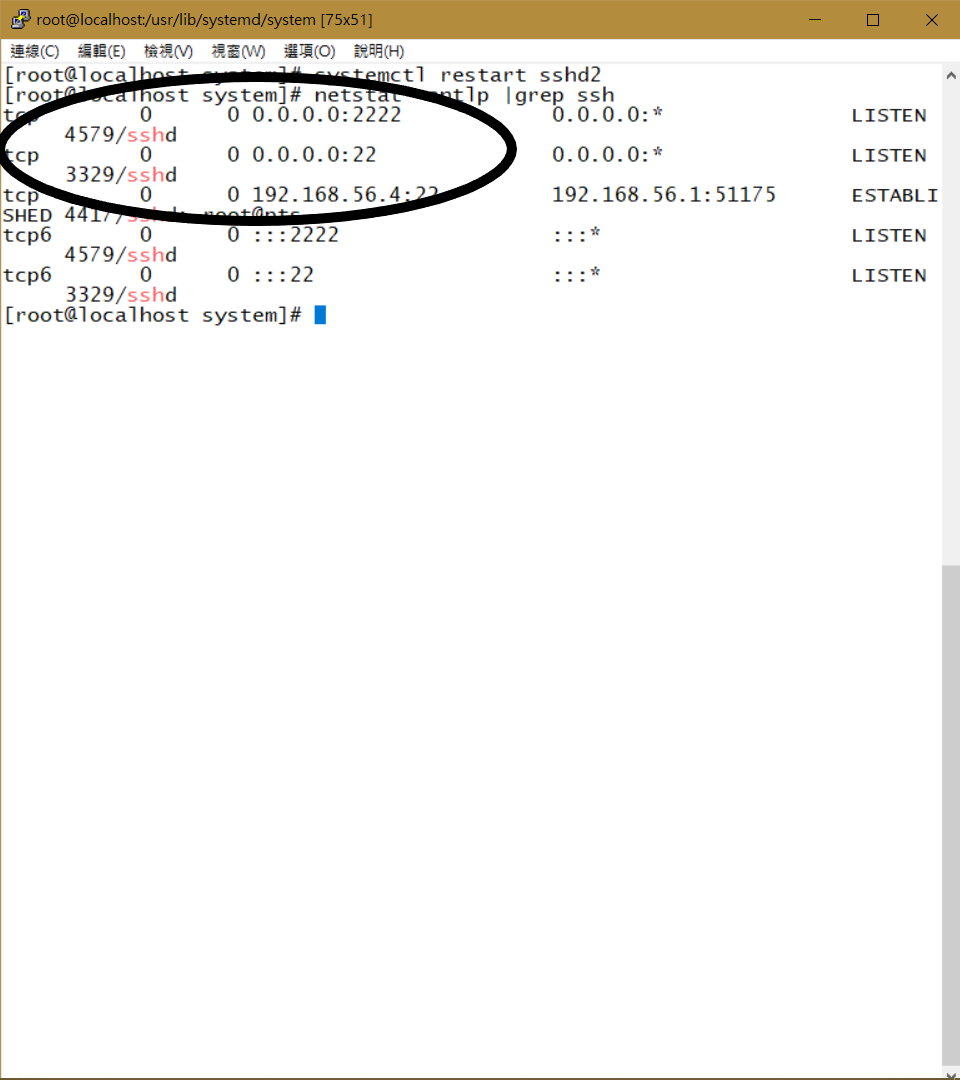 root@localhost:/usr/lib/systemd/system [75x51]
連線(C) 編輯(E) 檢視(V) 視窗(W) 選項(O) 說明(H)
[root@localhost system]# systemctl restart sshd2
[root@localhost system]# netstat -antlp |grep ssh
tcp 0 0 0.0.0.0:2222 0.0.0.0:* LISTEN
4579/sshd
tcp 0 0 0.0.0.0:22 0.0.0.0:* LISTEN
3329/sshd
tcp 0 0 192.168.56.4:22 192.168.56.1:51175 ESTABLI
SHED 4417/sshd: root@pts
tcp6 0 0 :::2222 :::* LISTEN
4579/sshd
tcp6 0 0 :::22 :::* LISTEN
3329/sshd
[root@localhost system]#